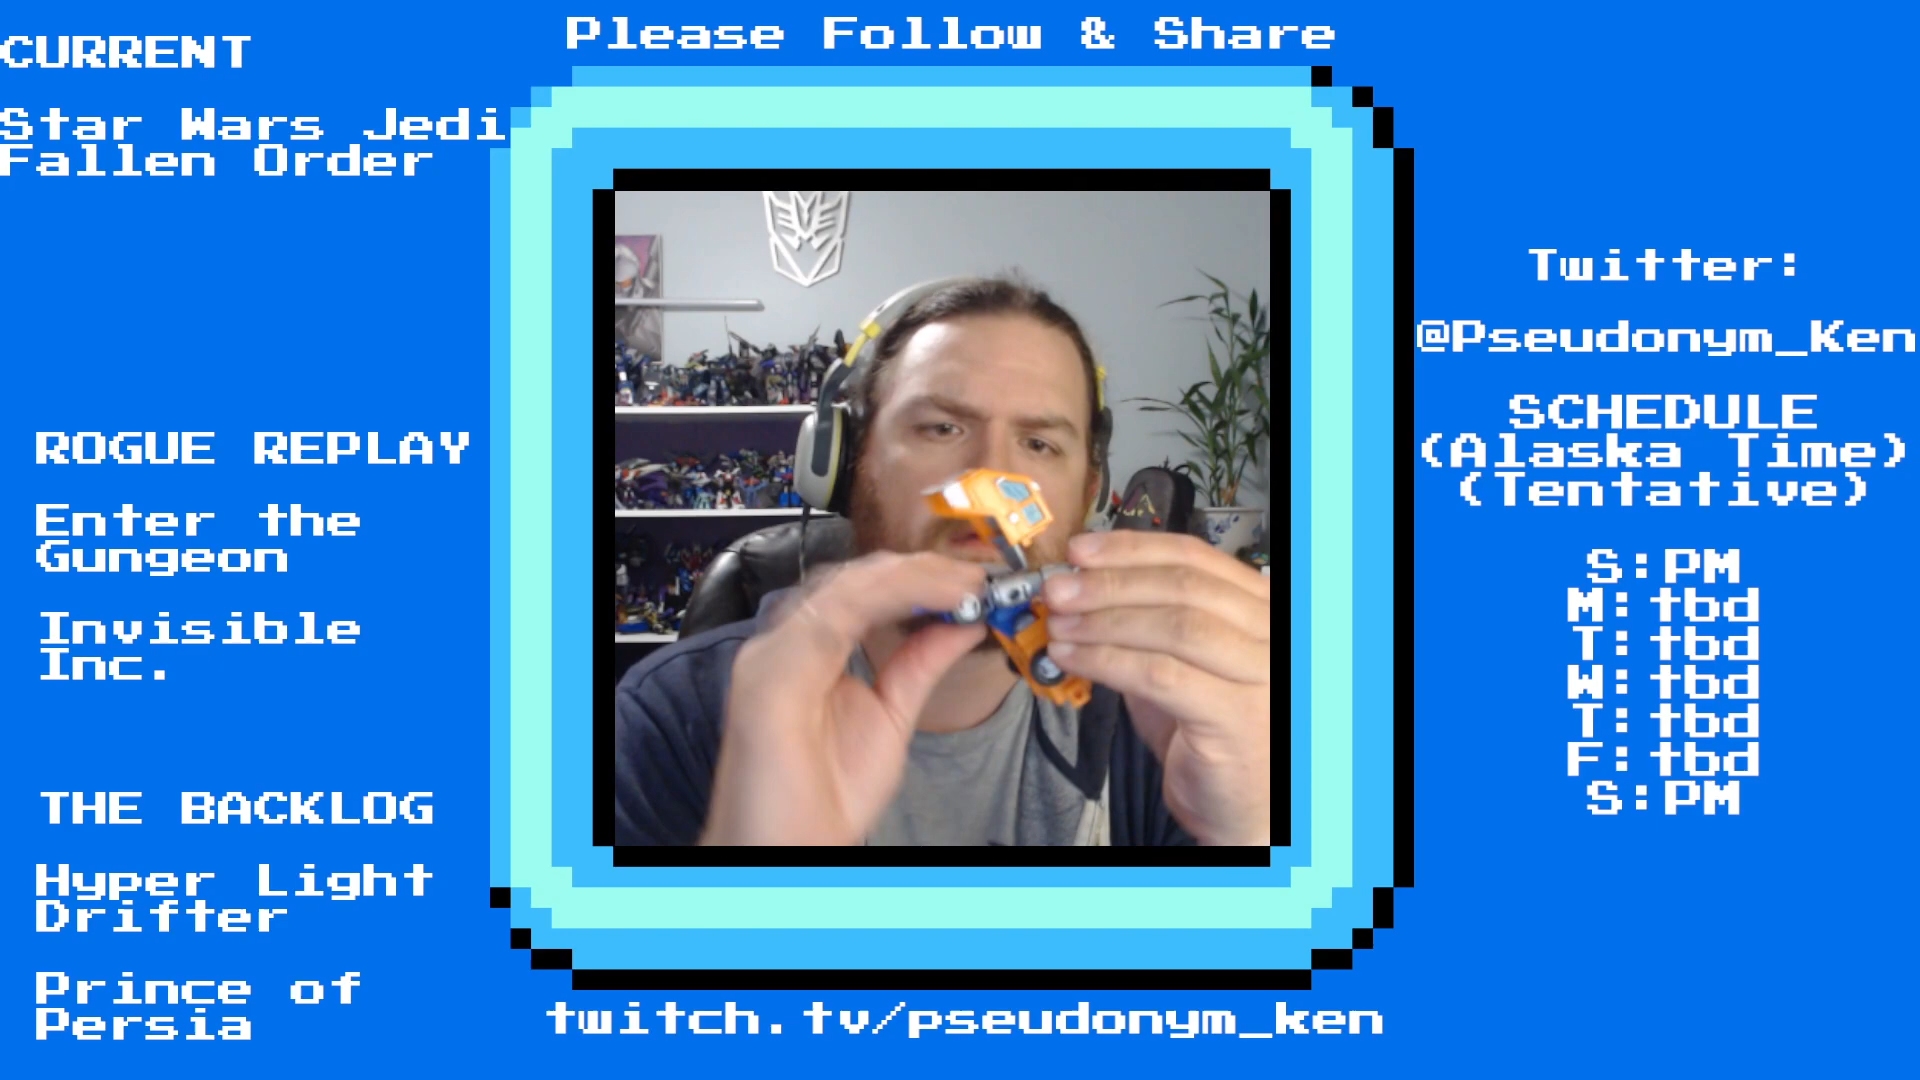 Please Follow & Share
CURRENT
Star Wars Jedi
Fallen Order
ROGUE REPLAY
Enter the
Gungeon
Invisible
Inc.
THE BACKLOG
Hyper Light
Drifter
Prince of
Persia
Twitter:
@Pseudonym_Ken
SCHEDULE
(Alaska Time)
(Tentative)
S:PM
M:tbd
T:tbd
W:tbd
T:tbd
F:tbd
S:PM
twitch.tv/pseudonym_ken